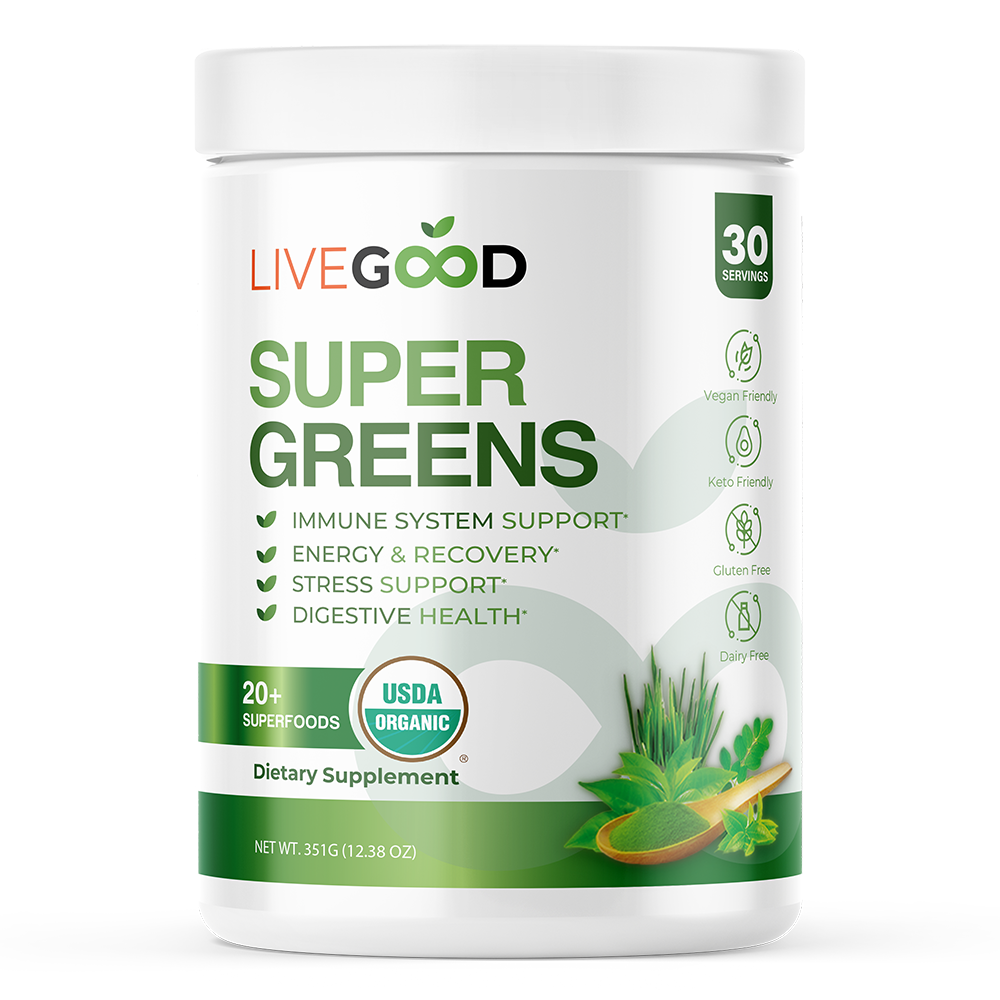 LIVEGOOD
30
SERVINGS
SUPER
GREENS
Vegan Friendly
Keto Friendly
Gluten Free
Dairy Free
IMMUNE SYSTEM SUPPORT*
ENERGY & RECOVERY*
STRESS SUPPORT*
DIGESTIVE HEALTH*
20+
SUPERFOODS
USDA
ORGANIC
®
Dietary Supplement
NET WT. 351G (12.38 OZ)